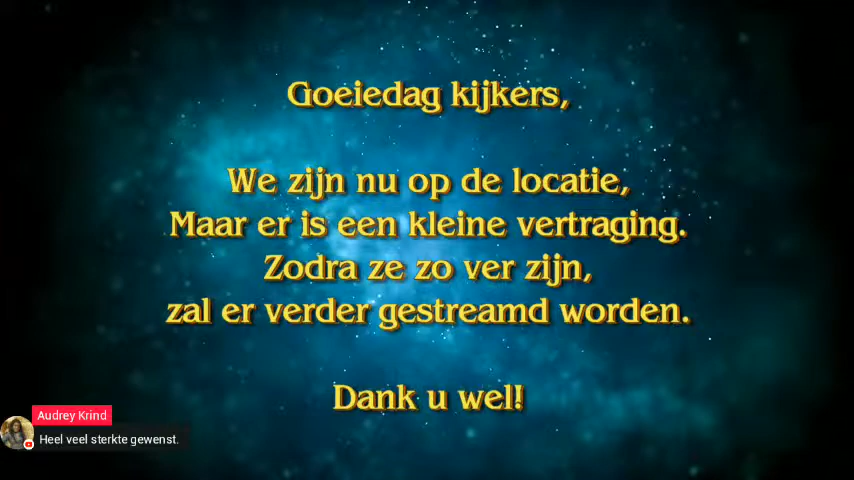 Goeiedag kijkers,
We zijn nu op de locatie,
Maar er is een kleine vertraging.
Zodra ze zo ver zijn,
zal er verder gestreamd worden.
Dank u wel!
Audrey Krind
Heel veel sterkte gewenst.